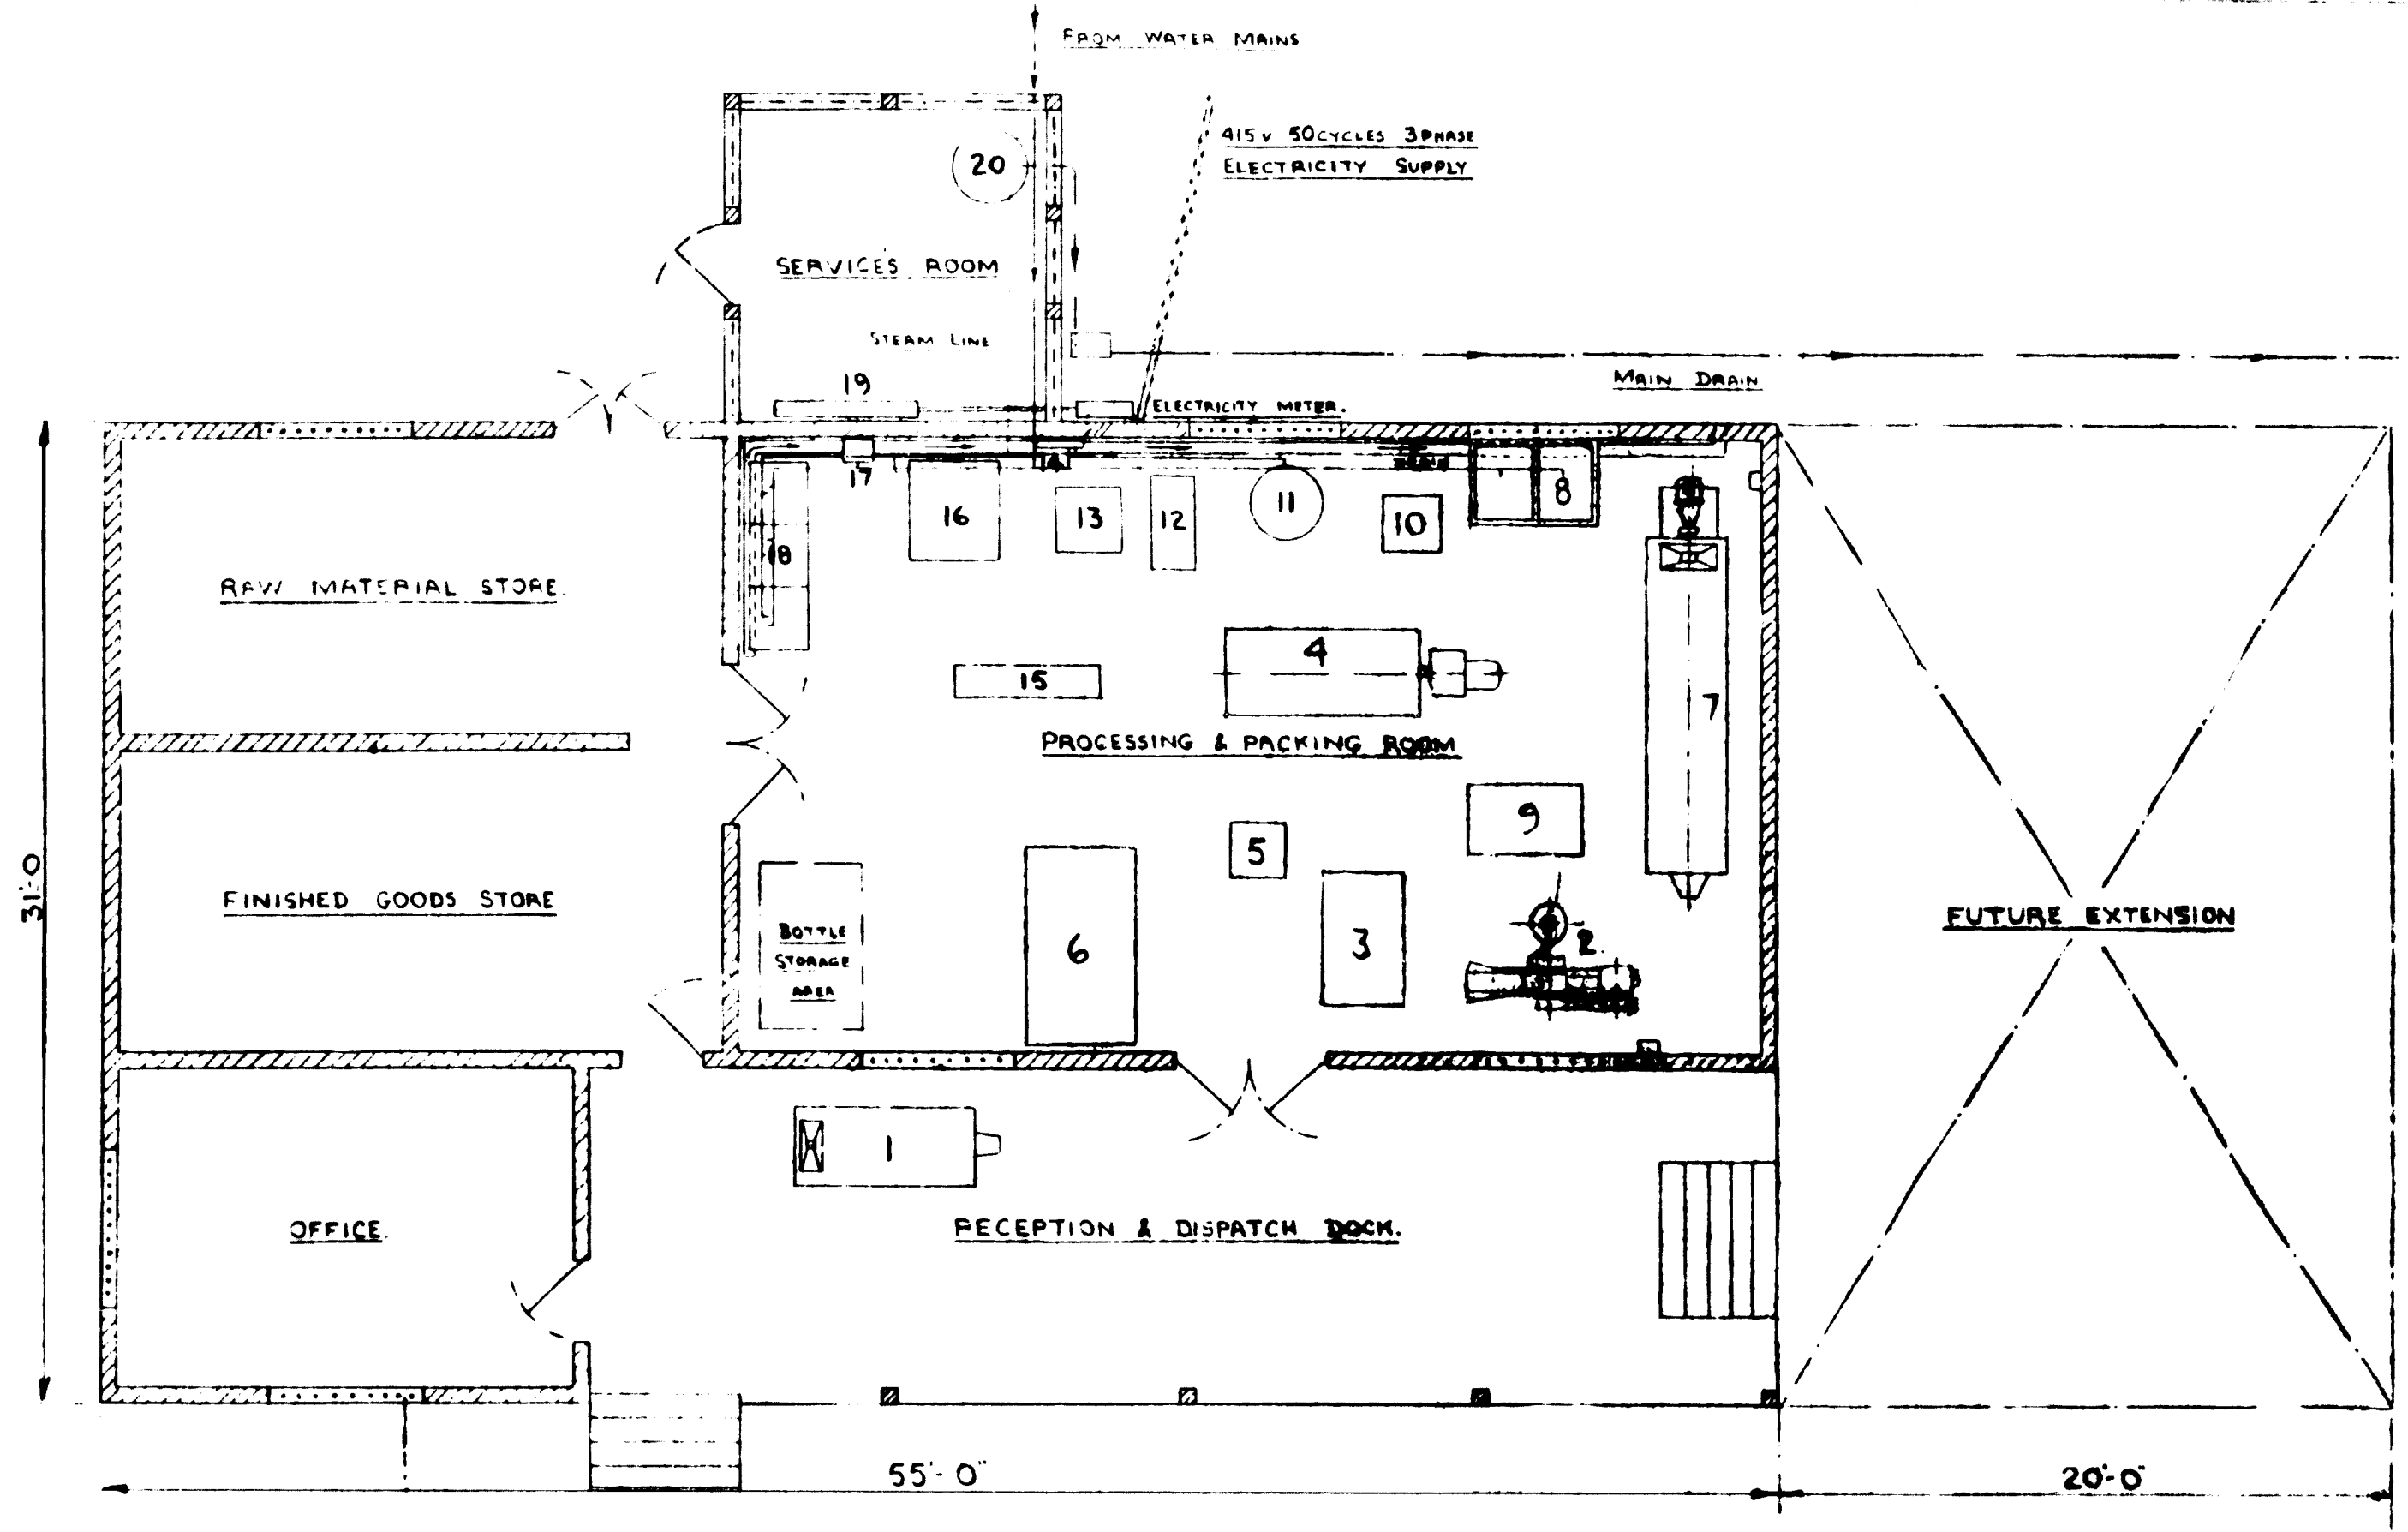 FROM WATER MAINS
415V 50CYCLES 3PHASE
ELECTRICITY SUPPLY
20
SERVICES ROOM
STEAM LINE
MAIN DRAIN
19
ELECTRICITY METER.
17
16
13
12
11
10
8
18
RAW MATERIAL STORE.
4
15
7
PROCESSING & PACKING ROOM
9
5
31'-0
FINISHED GOODS STORE
BOTTLE
STORAGE
AREA
6
3
2.
FUTURE EXTENSION
1
OFFICE.
RECEPTION & DISPATCH DOCK.
55'-0"
20'-0"